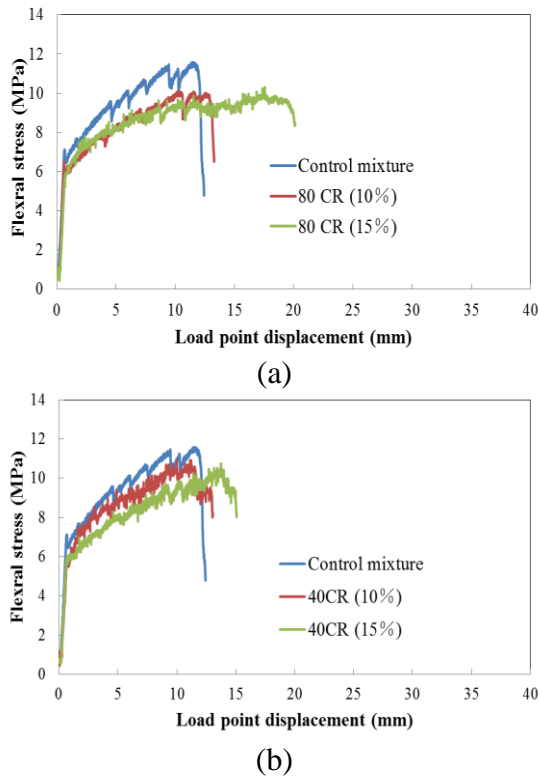 14
12
10
8
6
4
2
0
Flexral stress (MPa)
Control mixture
80 CR (10%)
80 CR (15%)
0 5 10 15 20 25 30 35 40
Load point displacement (mm)
(a)
14
12
10
8
6
4
2
0
Flexral stress (MPa)
Control mixture
40CR (10%)
40CR (15%)
0 5 10 15 20 25 30 35 40
Load point displacement (mm)
(b)